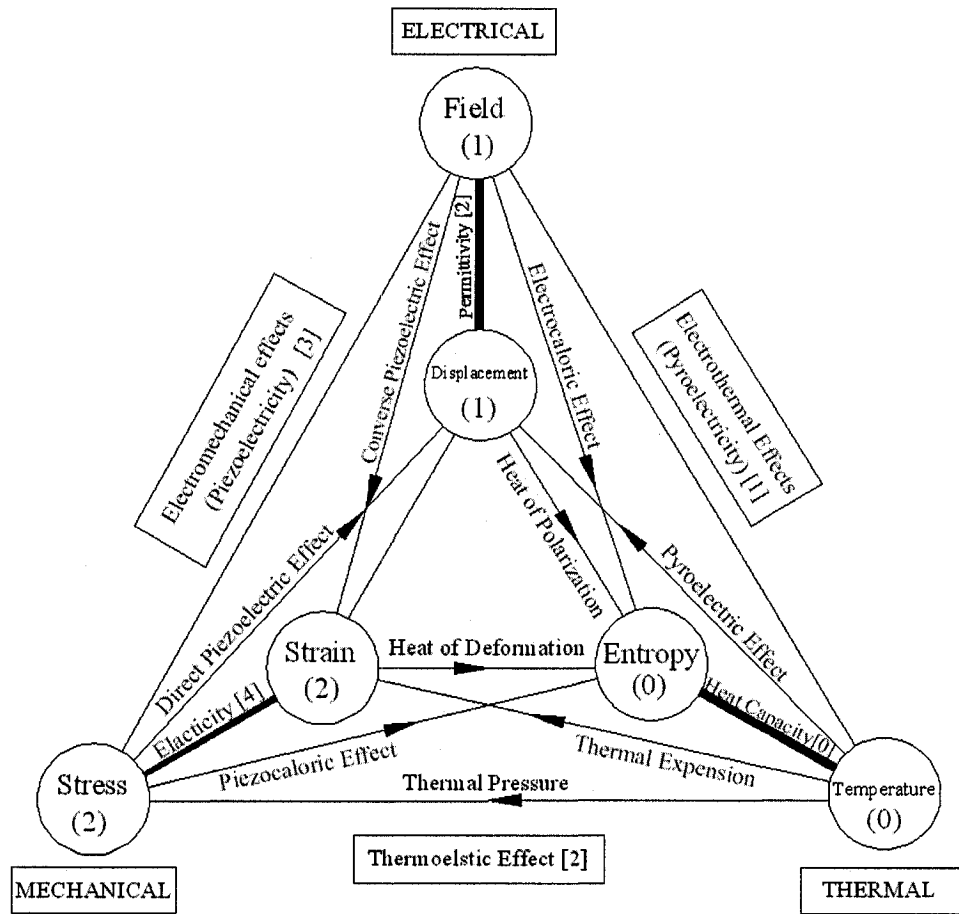 ELECTRICAL
Field
(1)
Permittivity [2]
Converse Piezoelectric Effect
Electrocaloric Effect
Electromechanical effects
(Piezoelectricity) [3]
Electrothermal Effects
(Pyroelectricity) [1]
Displacement
(1)
Heat of Polarization
Direct Piezoelectric Effect
Pyroelectric Effect
Strain
(2)
Heat of Deformation
Entropy
(0)
Elacticity [4]
Heat Capacity[0]
Piezocaloric Effect
Thermal Expension
Stress
(2)
Thermal Pressure
Temperature
(0)
Thermoelstic Effect [2]
MECHANICAL
THERMAL